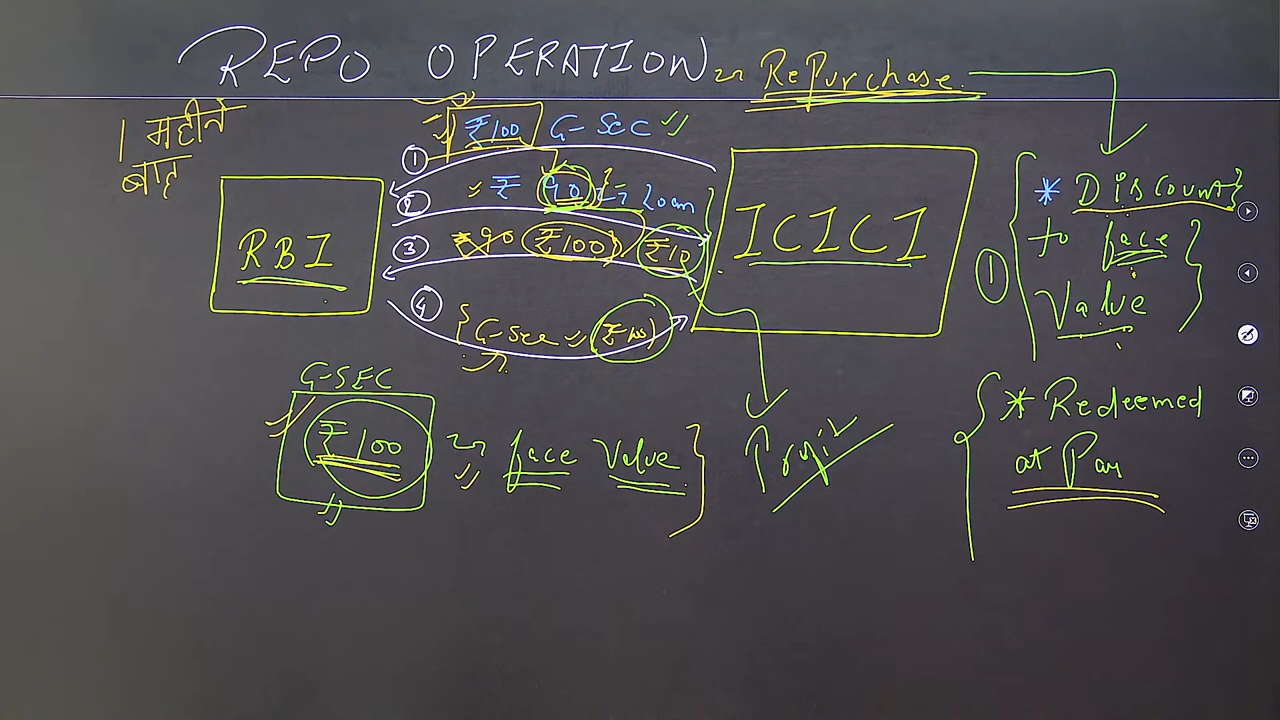 REPO OPERATION RePurchase
1 महीने
बाद
₹100 G-Sec
1
2 ₹ 90 Loan
3 ₹90 ₹100 ₹10
4 G-Sec ₹100
RBI
ICICI
1
* Discount
to face
Value
G-SEC
₹100 face Value
Profit
* Redeemed
at Par